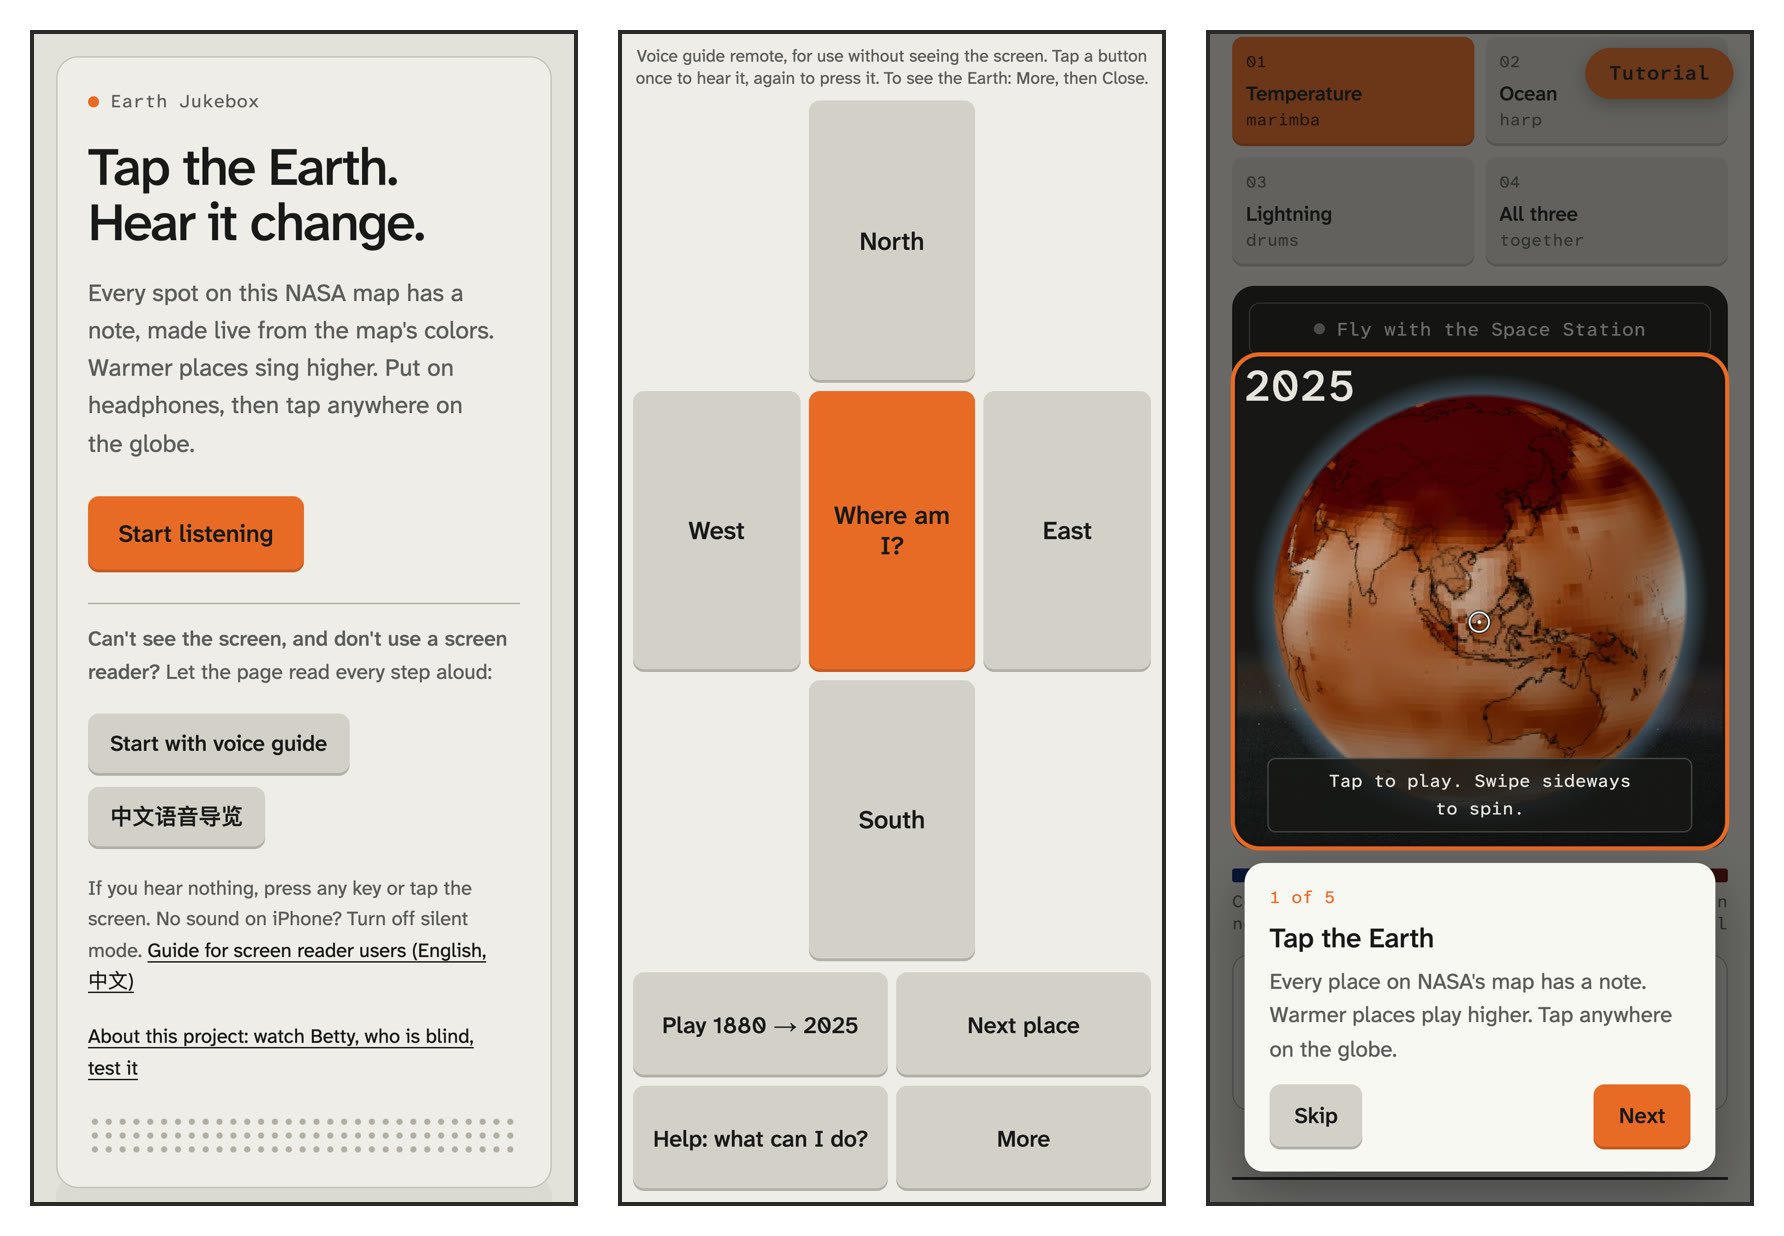 Earth Jukebox
Tap the Earth.
Hear it change.
Every spot on this NASA map has a
note, made live from the map's colors.
Warmer places sing higher. Put on
headphones, then tap anywhere on
the globe.
Start listening
Can't see the screen, and don't use a screen
reader? Let the page read every step aloud:
Start with voice guide
中文语音导览
If you hear nothing, press any key or tap the
screen. No sound on iPhone? Turn off silent
mode. Guide for screen reader users (English,
中文)
About this project: watch Betty, who is blind,
test it
Voice guide remote, for use without seeing the screen. Tap a button
once to hear it, again to press it. To see the Earth: More, then Close.
North
West
Where am
I?
East
South
Play 1880 → 2025
Next place
Help: what can I do?
More
01
Temperature
marimba
02
Ocean
harp
Tutorial
03
Lightning
drums
04
All three
together
Fly with the Space Station
2025
Tap to play. Swipe sideways
to spin.
1 of 5
Tap the Earth
Every place on NASA's map has a note.
Warmer places play higher. Tap anywhere
on the globe.
Skip
Next